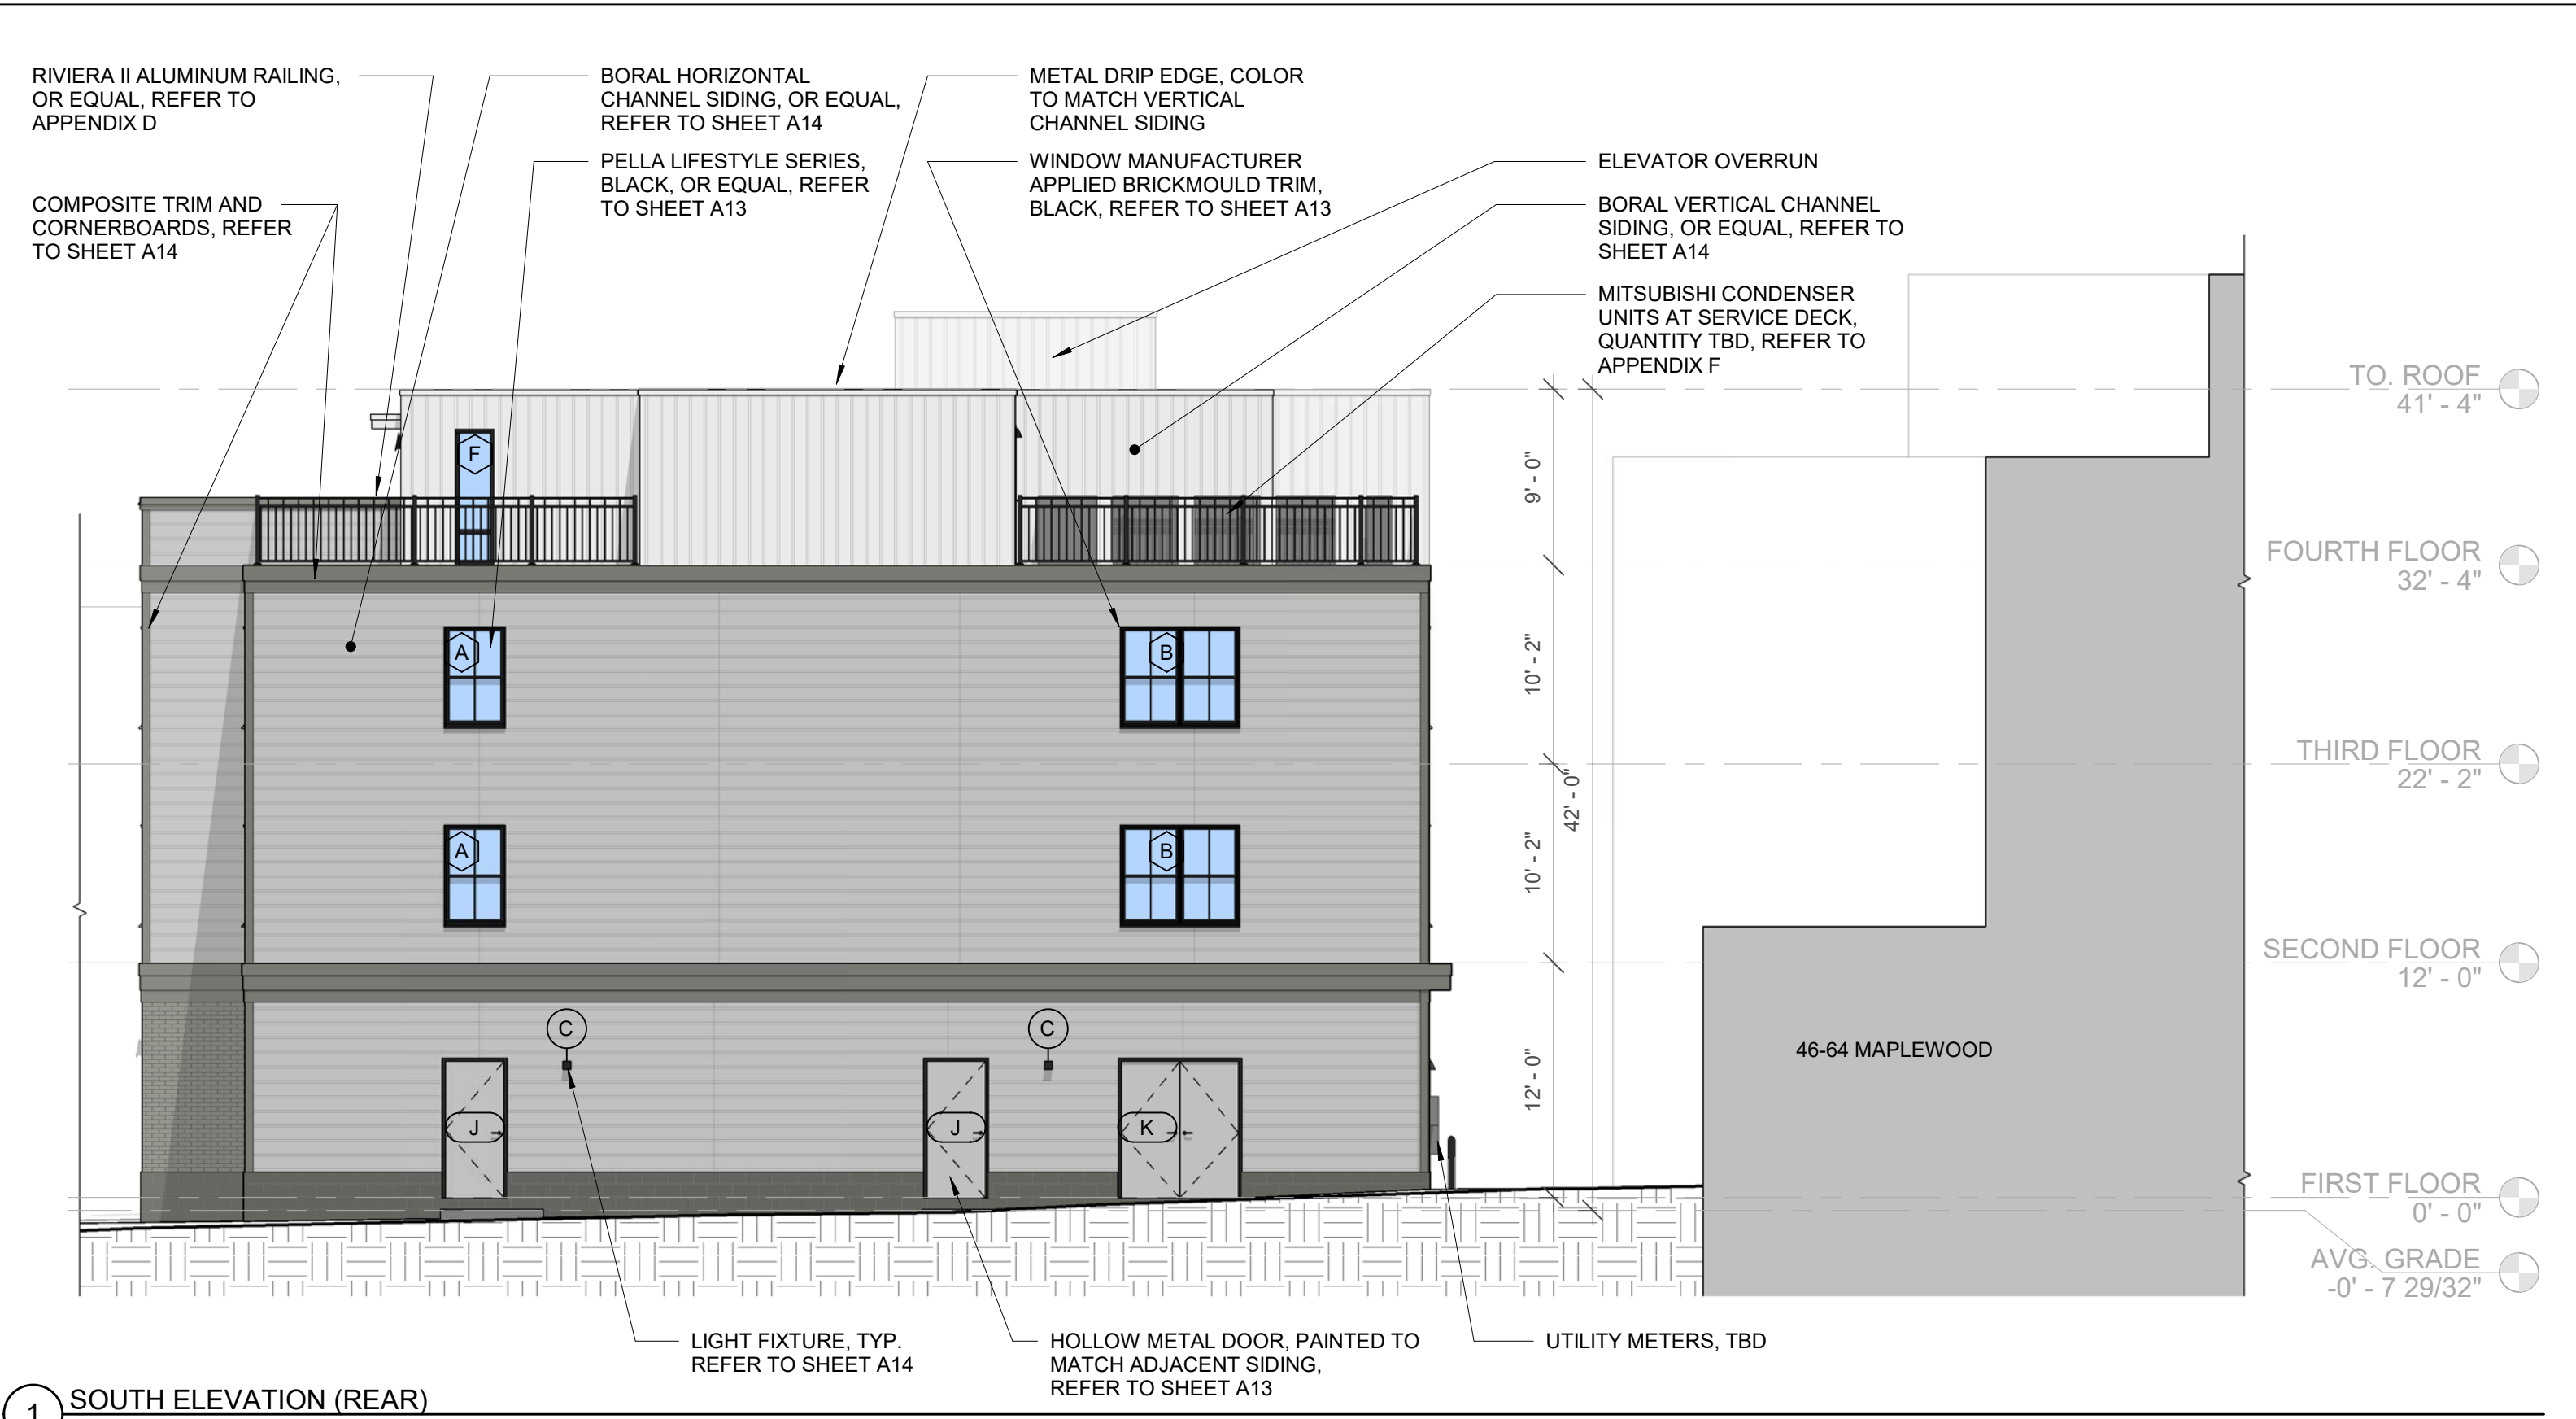 RIVIERA II ALUMINUM RAILING,
OR EQUAL, REFER TO
APPENDIX D
BORAL HORIZONTAL
CHANNEL SIDING, OR EQUAL,
REFER TO SHEET A14
METAL DRIP EDGE, COLOR
TO MATCH VERTICAL
CHANNEL SIDING
COMPOSITE TRIM AND
CORNERBOARDS, REFER
TO SHEET A14
PELLA LIFESTYLE SERIES,
BLACK, OR EQUAL, REFER
TO SHEET A13
WINDOW MANUFACTURER
APPLIED BRICKMOULD TRIM,
BLACK, REFER TO SHEET A13
ELEVATOR OVERRUN
BORAL VERTICAL CHANNEL
SIDING, OR EQUAL, REFER TO
SHEET A14
MITSUBISHI CONDENSER
UNITS AT SERVICE DECK,
QUANTITY TBD, REFER TO
APPENDIX F
TO. ROOF
41' - 4"
F
9' - 0"
FOURTH FLOOR
32' - 4"
A
B
10' - 2"
THIRD FLOOR
22' - 2"
42' - 0"
A
B
10' - 2"
SECOND FLOOR
12' - 0"
C
C
46-64 MAPLEWOOD
12' - 0"
J
J
K
FIRST FLOOR
0' - 0"
AVG. GRADE
-0' - 7 29/32"
LIGHT FIXTURE, TYP.
REFER TO SHEET A14
HOLLOW METAL DOOR, PAINTED TO
MATCH ADJACENT SIDING,
REFER TO SHEET A13
UTILITY METERS, TBD
1
SOUTH ELEVATION (REAR)